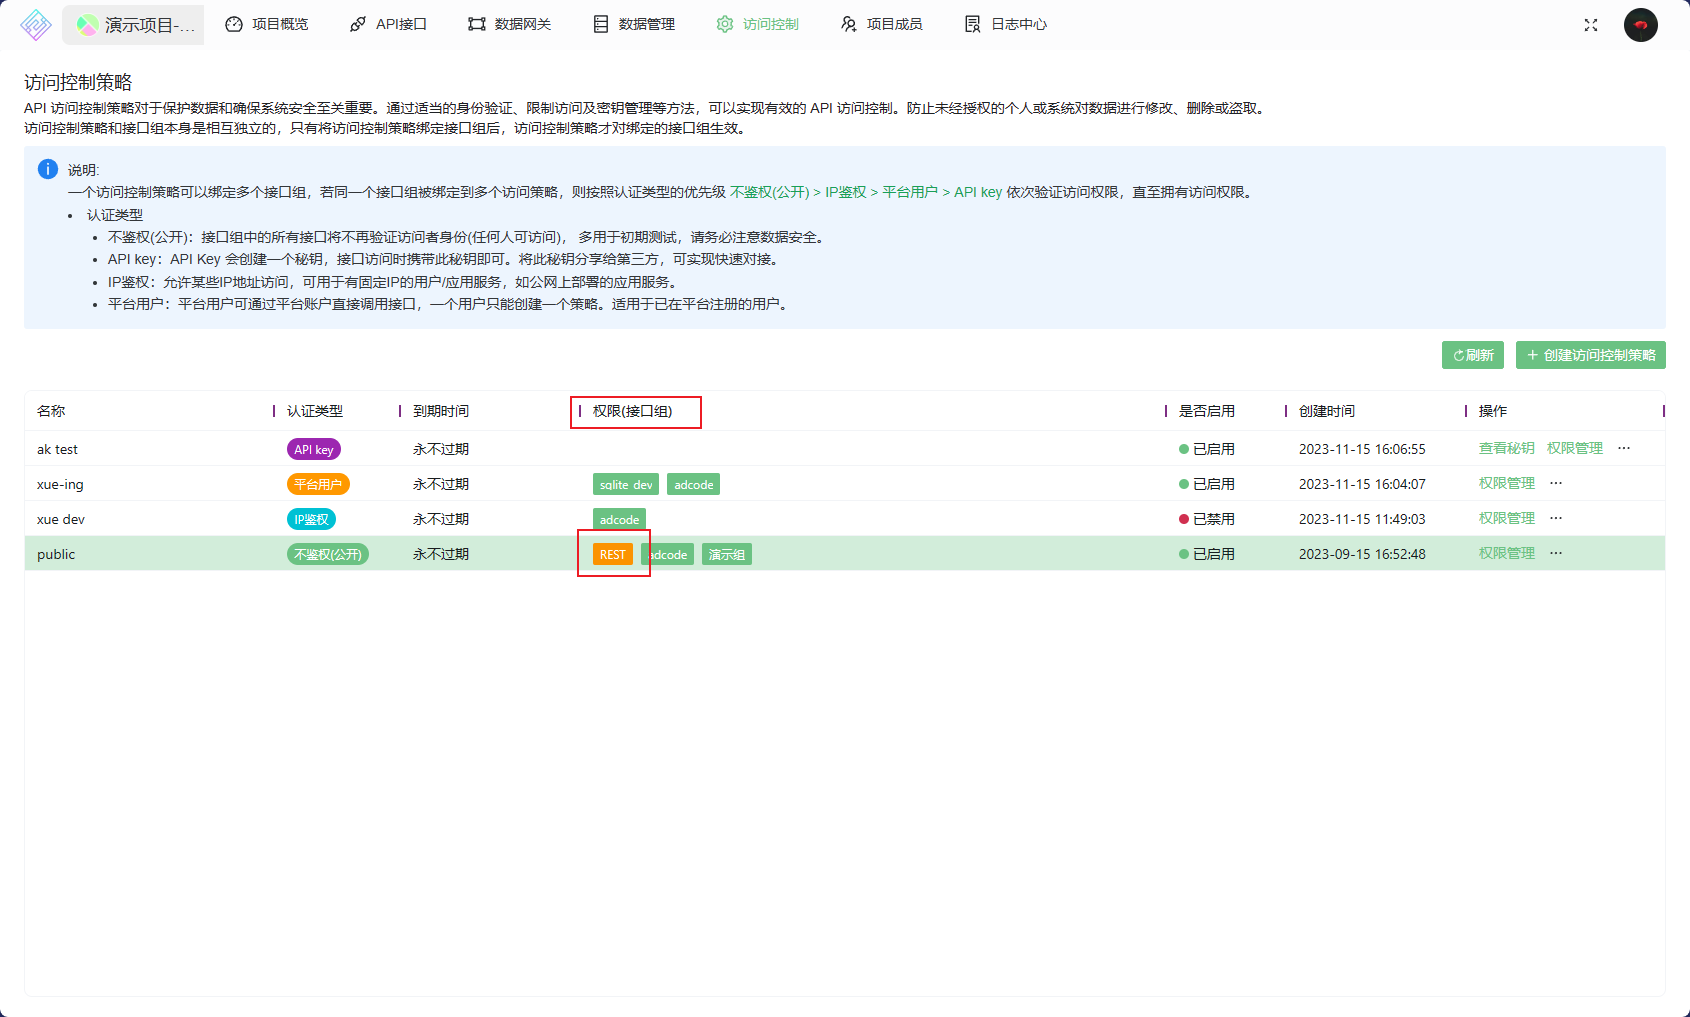 演示项目-...
项目概览
API接口
数据网关
数据管理
访问控制
项目成员
日志中心
访问控制策略
API 访问控制策略对于保护数据和确保系统安全至关重要。通过适当的身份验证、限制访问及密钥管理等方法，可以实现有效的 API 访问控制。防止未经授权的个人或系统对数据进行修改、删除或盗取。
访问控制策略和接口组本身是相互独立的，只有将访问控制策略绑定接口组后，访问控制策略才对绑定的接口组生效。
说明:
一个访问控制策略可以绑定多个接口组，若同一个接口组被绑定到多个访问策略，则按照认证类型的优先级 不鉴权(公开) > IP鉴权 > 平台用户 > API key 依次验证访问权限，直至拥有访问权限。
• 认证类型
• 不鉴权(公开)：接口组中的所有接口将不再验证访问者身份(任何人可访问)， 多用于初期测试，请务必注意数据安全。
• API key：API Key 会创建一个秘钥，接口访问时携带此秘钥即可。将此秘钥分享给第三方，可实现快速对接。
• IP鉴权：允许某些IP地址访问，可用于有固定IP的用户/应用服务，如公网上部署的应用服务。
• 平台用户：平台用户可通过平台账户直接调用接口，一个用户只能创建一个策略。适用于已在平台注册的用户。
刷新
+ 创建访问控制策略
名称 认证类型 到期时间 权限(接口组) 是否启用 创建时间 操作
ak test API key 永不过期 已启用 2023-11-15 16:06:55 查看秘钥 权限管理 ···
xue-ing 平台用户 永不过期 sqlite_dev adcode 已启用 2023-11-15 16:04:07 权限管理 ···
xue dev IP鉴权 永不过期 adcode 已禁用 2023-11-15 11:49:03 权限管理 ···
public 不鉴权(公开) 永不过期 REST adcode 演示组 已启用 2023-09-15 16:52:48 权限管理 ···